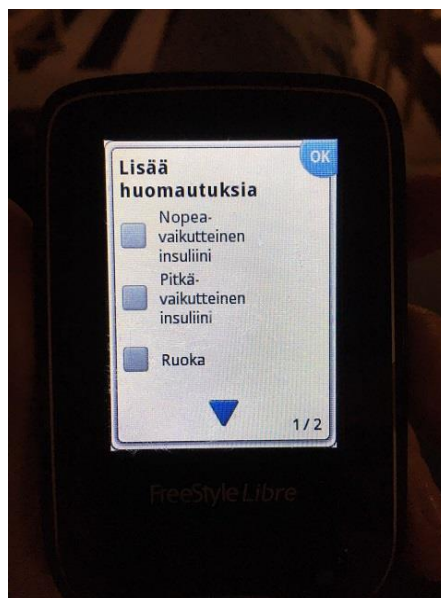 OK
Lisää
huomautuksia
Nopea-
vaikutteinen
insuliini
Pitkä-
vaikutteinen
insuliini
Ruoka
1/2
FreeStyle Libre